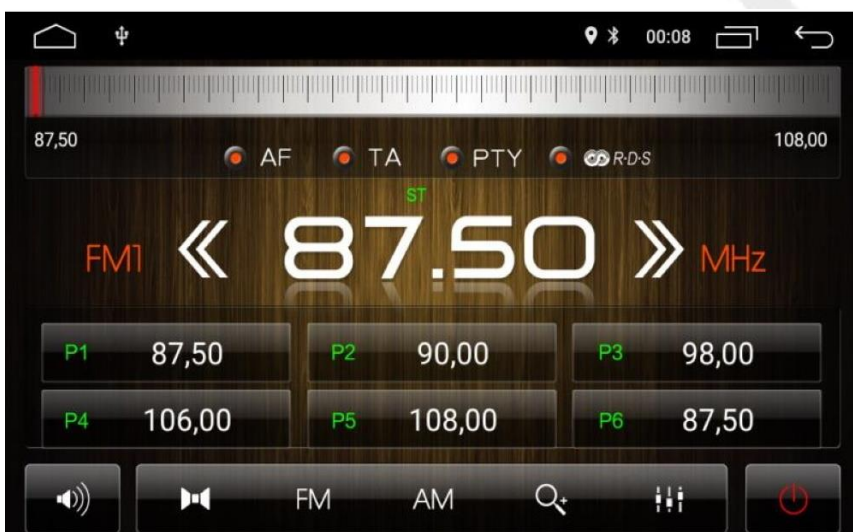 00:08
87,50 108,00
AF TA PTY R·D·S
ST
FM1 87.50 MHz
P1 87,50 P2 90,00 P3 98,00
P4 106,00 P5 108,00 P6 87,50
FM AM